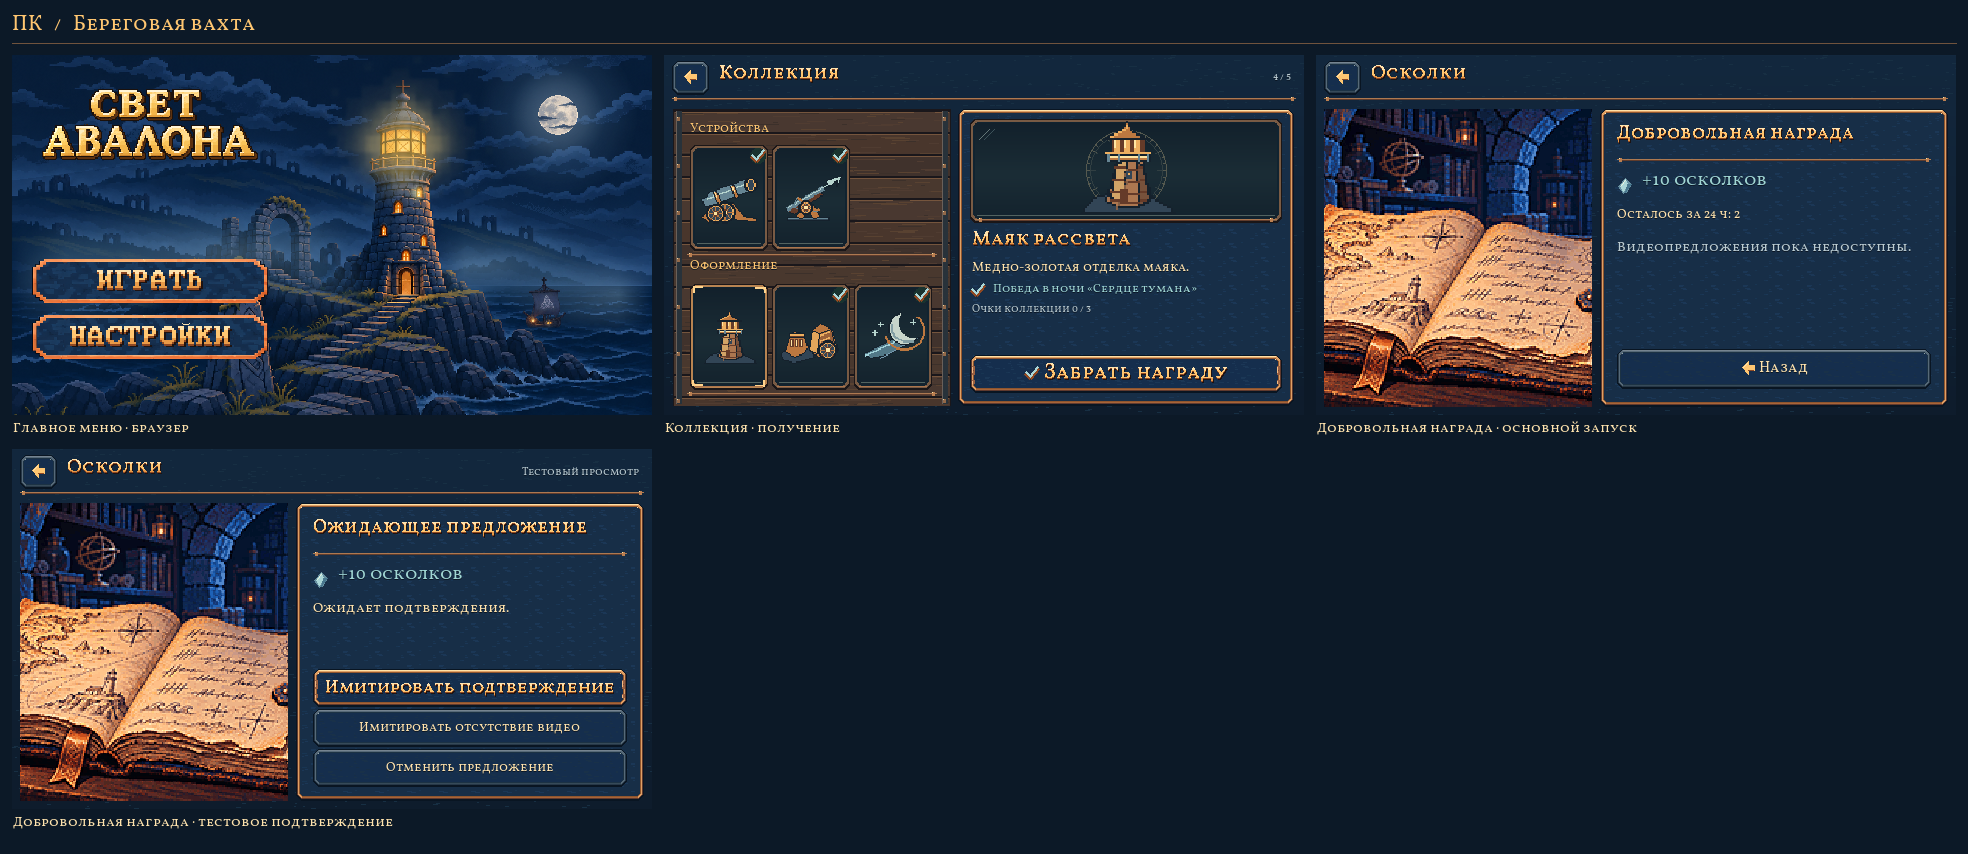 ПК / Береговая вахта
СВЕТ
АВАЛОНА
ИГРАТЬ
НАСТРОЙКИ
Главное меню · браузер
Коллекция
4 / 5
Устройства
Оформление
Маяк рассвета
Медно-золотая отделка маяка.
Победа в ночи «Сердце тумана»
Очки коллекции 0 / 3
Забрать награду
Коллекция · получение
Осколки
Добровольная награда
+10 осколков
Осталось за 24 ч: 2
Видеопредложения пока недоступны.
Назад
Добровольная награда · основной запуск
Осколки
Тестовый просмотр
Ожидающее предложение
+10 осколков
Ожидает подтверждения.
Имитировать подтверждение
Имитировать отсутствие видео
Отменить предложение
Добровольная награда · тестовое подтверждение